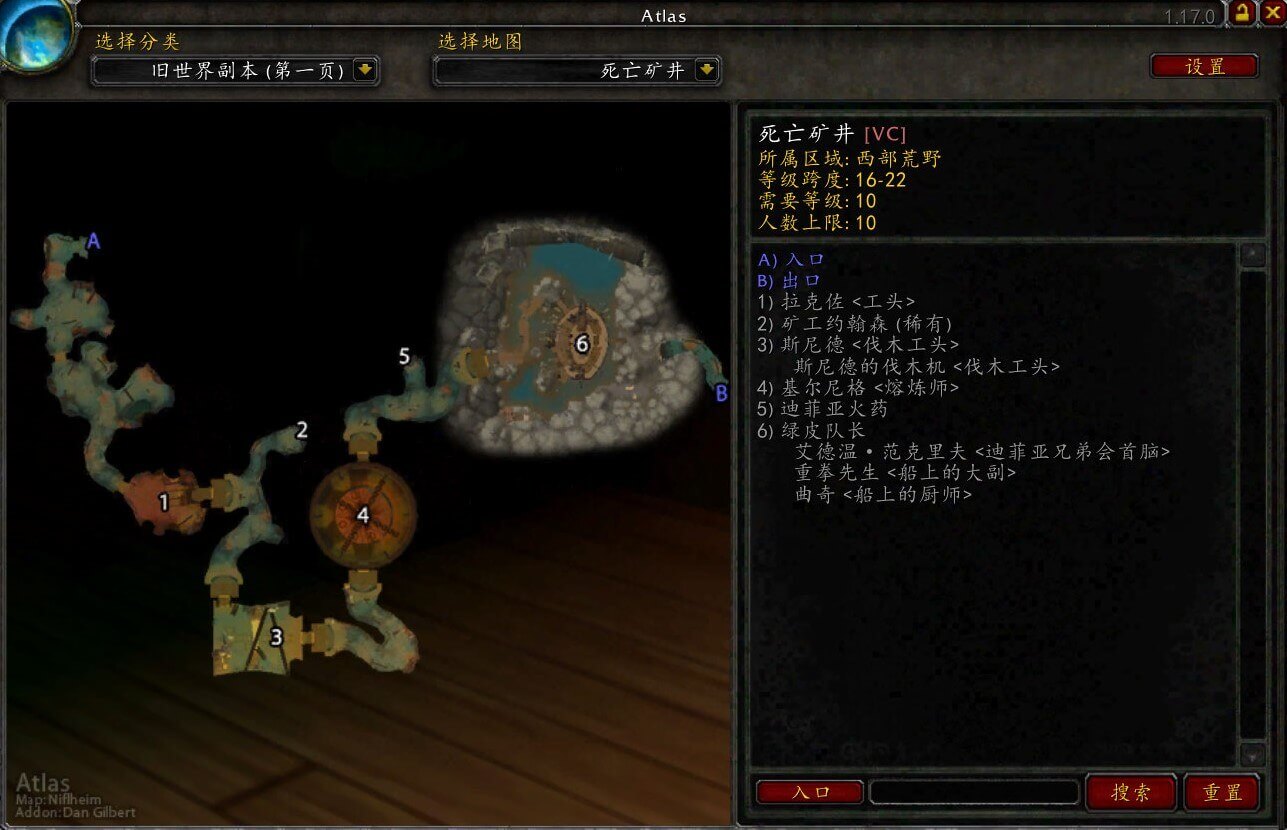 Atlas
1.17.0
选择分类
选择地图
旧世界副本(第一页)
死亡矿井
设置
A
1
2
3
4
5
6
B
Atlas
Map:Niflheim
Addon:Dan Gilbert
死亡矿井 [VC]
所属区域: 西部荒野
等级跨度: 16-22
需要等级: 10
人数上限: 10
A) 入口
B) 出口
1) 拉克佐 <工头>
2) 矿工约翰森 (稀有)
3) 斯尼德 <伐木工头>
斯尼德的伐木机 <伐木工头>
4) 基尔尼格 <熔炼师>
5) 迪菲亚火药
6) 绿皮队长
艾德温·范克里夫 <迪菲亚兄弟会首脑>
重拳先生 <船上的大副>
曲奇 <船上的厨师>
入口
搜索
重置